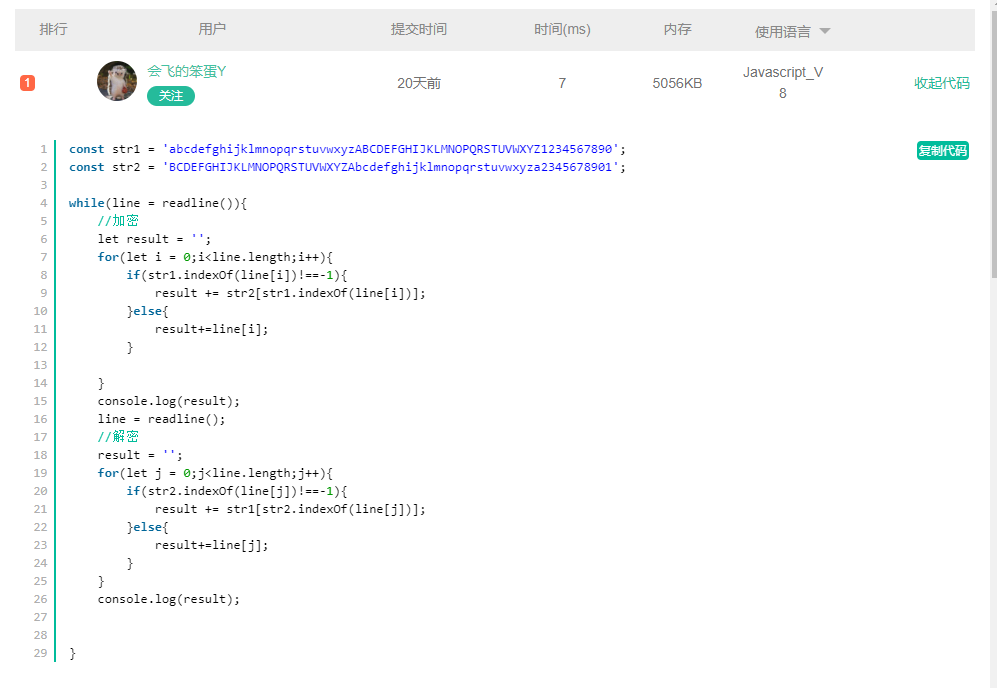 排行 用户 提交时间 时间(ms) 内存 使用语言
1 会飞的笨蛋Y 关注 20天前 7 5056KB Javascript_V8 收起代码
复制代码
1 const str1 = 'abcdefghijklmnopqrstuvwxyzABCDEFGHIJKLMNOPQRSTUVWXYZ1234567890';
2 const str2 = 'BCDEFGHIJKLMNOPQRSTUVWXYZAbcdefghijklmnopqrstuvwxyza2345678901';
3
4 while(line = readline()){
5     //加密
6     let result = '';
7     for(let i = 0;i<line.length;i++){
8         if(str1.indexOf(line[i])!==-1){
9             result += str2[str1.indexOf(line[i])];
10         }else{
11             result+=line[i];
12         }
13
14     }
15     console.log(result);
16     line = readline();
17     //解密
18     result = '';
19     for(let j = 0;j<line.length;j++){
20         if(str2.indexOf(line[j])!==-1){
21             result += str1[str2.indexOf(line[j])];
22         }else{
23             result+=line[j];
24         }
25     }
26     console.log(result);
27
28
29 }